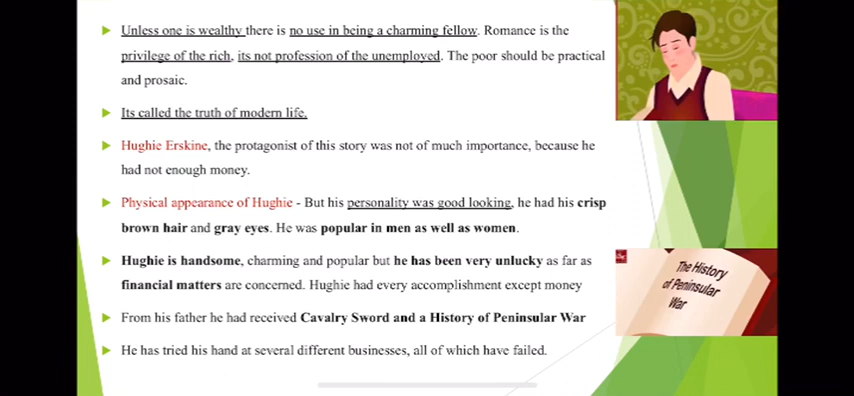 Unless one is wealthy there is no use in being a charming fellow. Romance is the
privilege of the rich, its not profession of the unemployed. The poor should be practical
and prosaic.
Its called the truth of modern life.
Hughie Erskine, the protagonist of this story was not of much importance, because he
had not enough money.
Physical appearance of Hughie - But his personality was good looking, he had his crisp
brown hair and gray eyes. He was popular in men as well as women.
Hughie is handsome, charming and popular but he has been very unlucky as far as
financial matters are concerned. Hughie had every accomplishment except money
From his father he had received Cavalry Sword and a History of Peninsular War
He has tried his hand at several different businesses, all of which have failed.
The History
of Peninsular
War